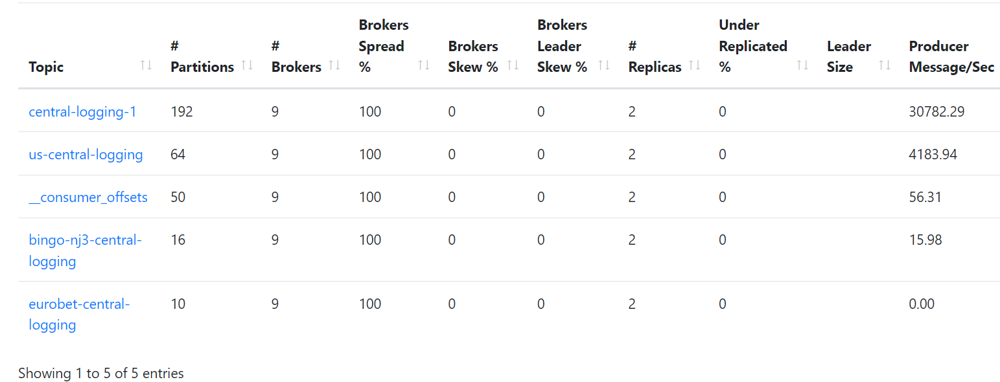 Topic # Partitions # Brokers Brokers Spread % Brokers Skew % Brokers Leader Skew % # Replicas Under Replicated % Leader Size Producer Message/Sec
central-logging-1 192 9 100 0 0 2 0 30782.29
us-central-logging 64 9 100 0 0 2 0 4183.94
__consumer_offsets 50 9 100 0 0 2 0 56.31
bingo-nj3-central- 16 9 100 0 0 2 0 15.98
logging
eurobet-central- 10 9 100 0 0 2 0 0.00
logging
Showing 1 to 5 of 5 entries